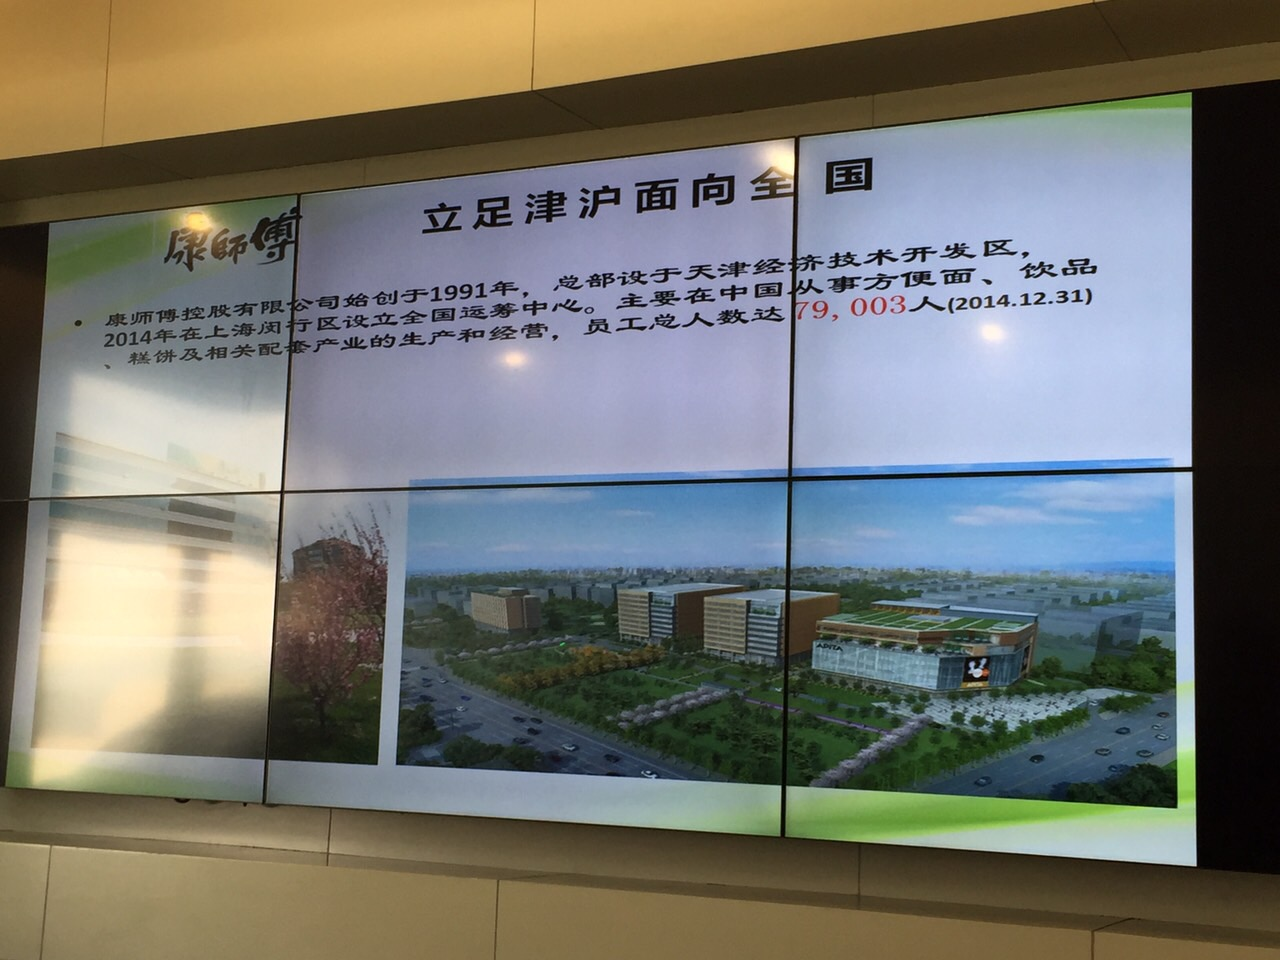 立足津沪面向全国
康师傅
• 康师傅控股有限公司始创于1991年，总部设于天津经济技术开发区，
2014年在上海闵行区设立全国运筹中心。主要在中国从事方便面、饮品
、糕饼及相关配套产业的生产和经营，员工总人数达79,003人(2014.12.31)
APITA